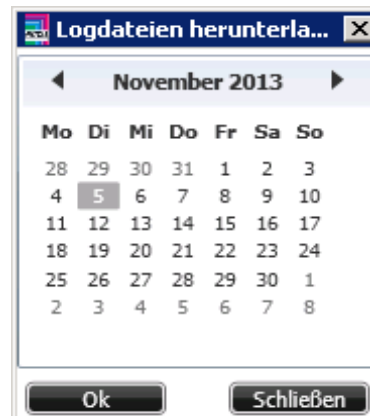 Logdateien herunterla...
November 2013
Mo Di Mi Do Fr Sa So
28 29 30 31 1 2 3
4 5 6 7 8 9 10
11 12 13 14 15 16 17
18 19 20 21 22 23 24
25 26 27 28 29 30 1
2 3 4 5 6 7 8
Ok Schließen